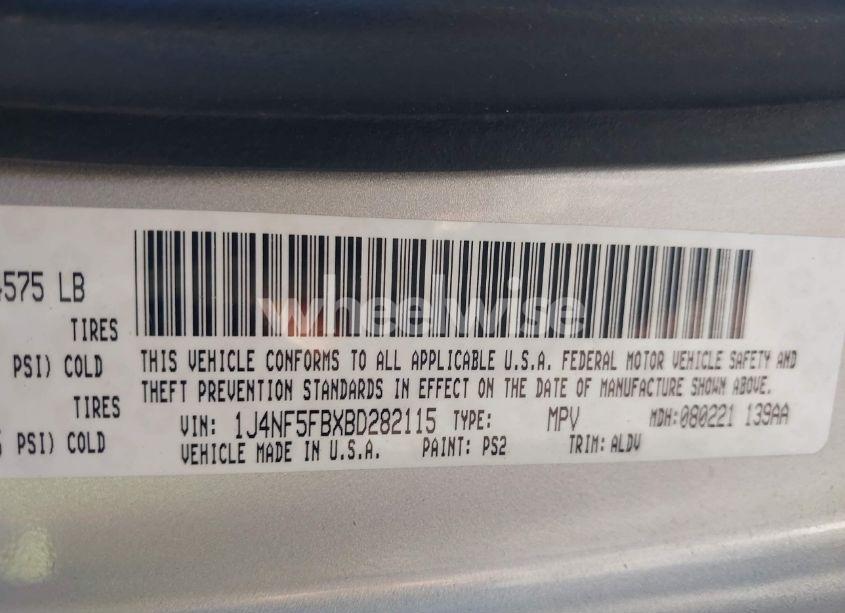 4575 LB
TIRES
PSI) COLD
TIRES
PSI) COLD
THIS VEHICLE CONFORMS TO ALL APPLICABLE U.S.A. FEDERAL MOTOR VEHICLE SAFETY AND
THEFT PREVENTION STANDARDS IN EFFECT ON THE DATE OF MANUFACTURE SHOWN ABOVE.
VIN: 1J4NF5FBXBD282115 TYPE: MPV MDH:080221 139AA
VEHICLE MADE IN U.S.A. PAINT: PS2 TRIM: ALDV
wheelwise